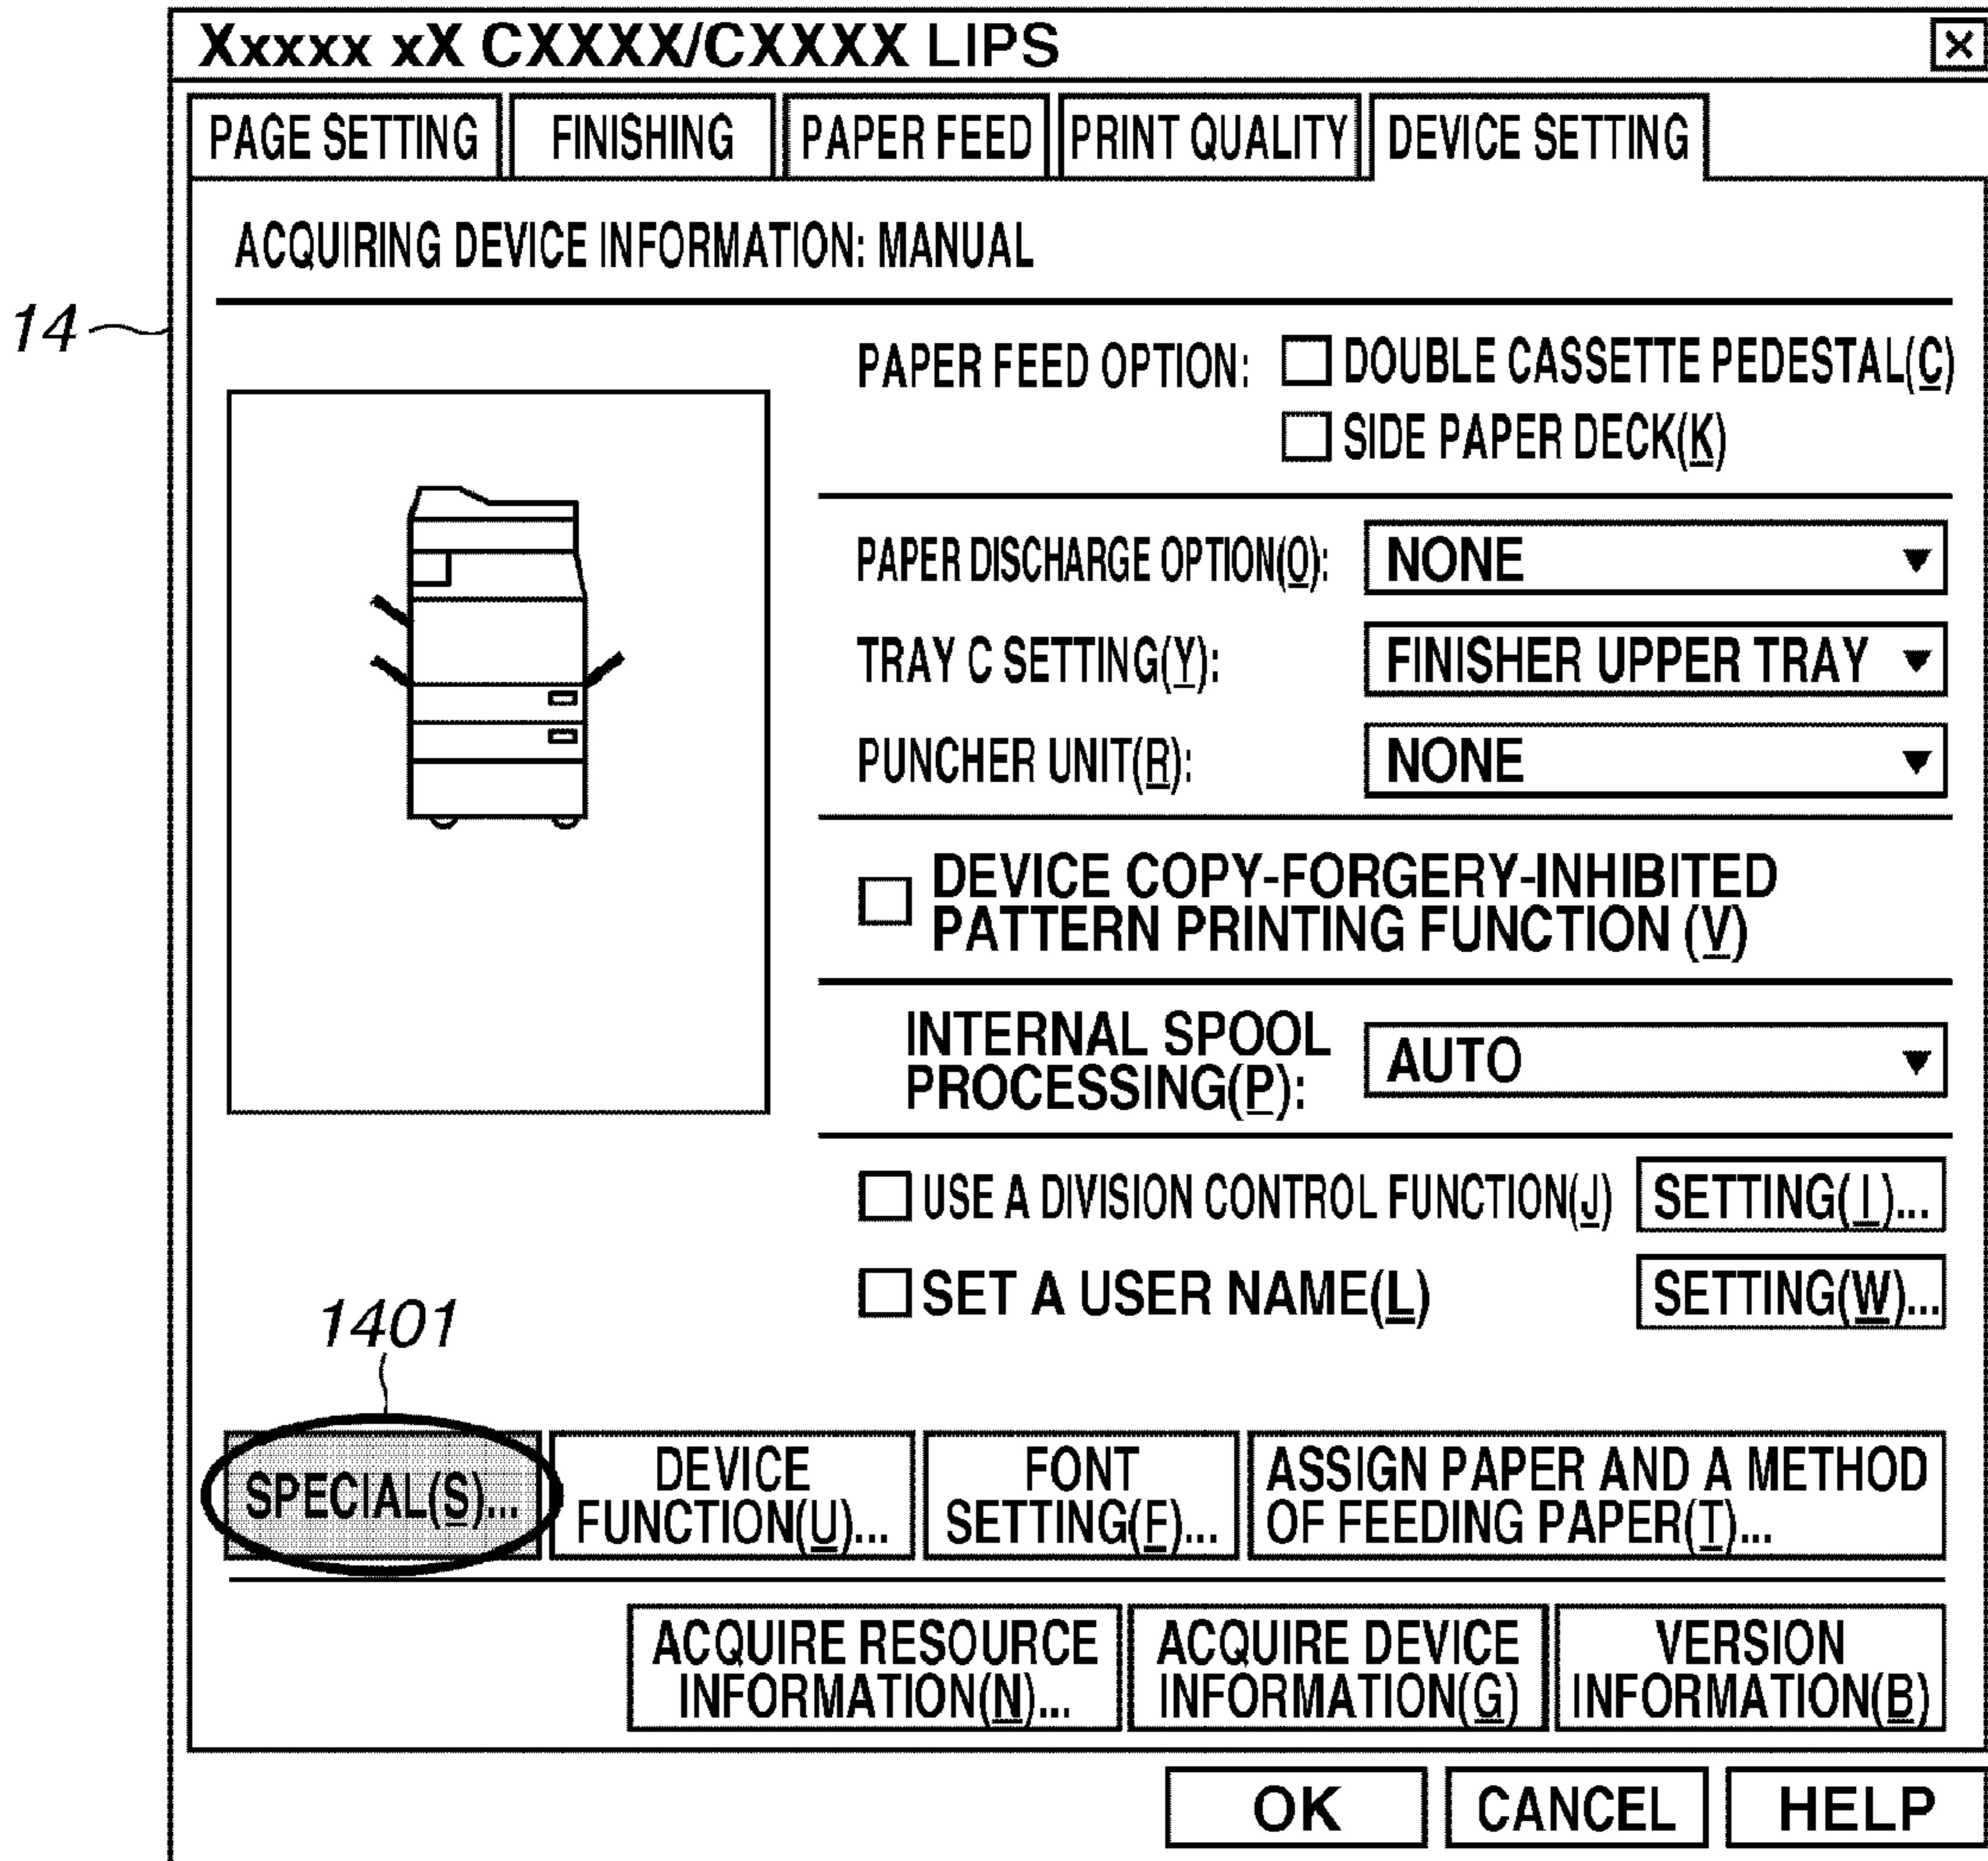 Xxxxx xX CXXXX/CXXXX LIPS
PAGE SETTING FINISHING PAPER FEED PRINT QUALITY DEVICE SETTING
ACQUIRING DEVICE INFORMATION: MANUAL
14
PAPER FEED OPTION: DOUBLE CASSETTE PEDESTAL(C)
SIDE PAPER DECK(K)
PAPER DISCHARGE OPTION(O): NONE
TRAY C SETTING(Y): FINISHER UPPER TRAY
PUNCHER UNIT(R): NONE
DEVICE COPY-FORGERY-INHIBITED
PATTERN PRINTING FUNCTION (V)
INTERNAL SPOOL
PROCESSING(P):
AUTO
USE A DIVISION CONTROL FUNCTION(J) SETTING(I)...
SET A USER NAME(L) SETTING(W)...
1401
SPECIAL(S)...
DEVICE
FUNCTION(U)...
FONT
SETTING(F)...
ASSIGN PAPER AND A METHOD
OF FEEDING PAPER(T)...
ACQUIRE RESOURCE
INFORMATION(N)...
ACQUIRE DEVICE
INFORMATION(G)
VERSION
INFORMATION(B)
OK CANCEL HELP